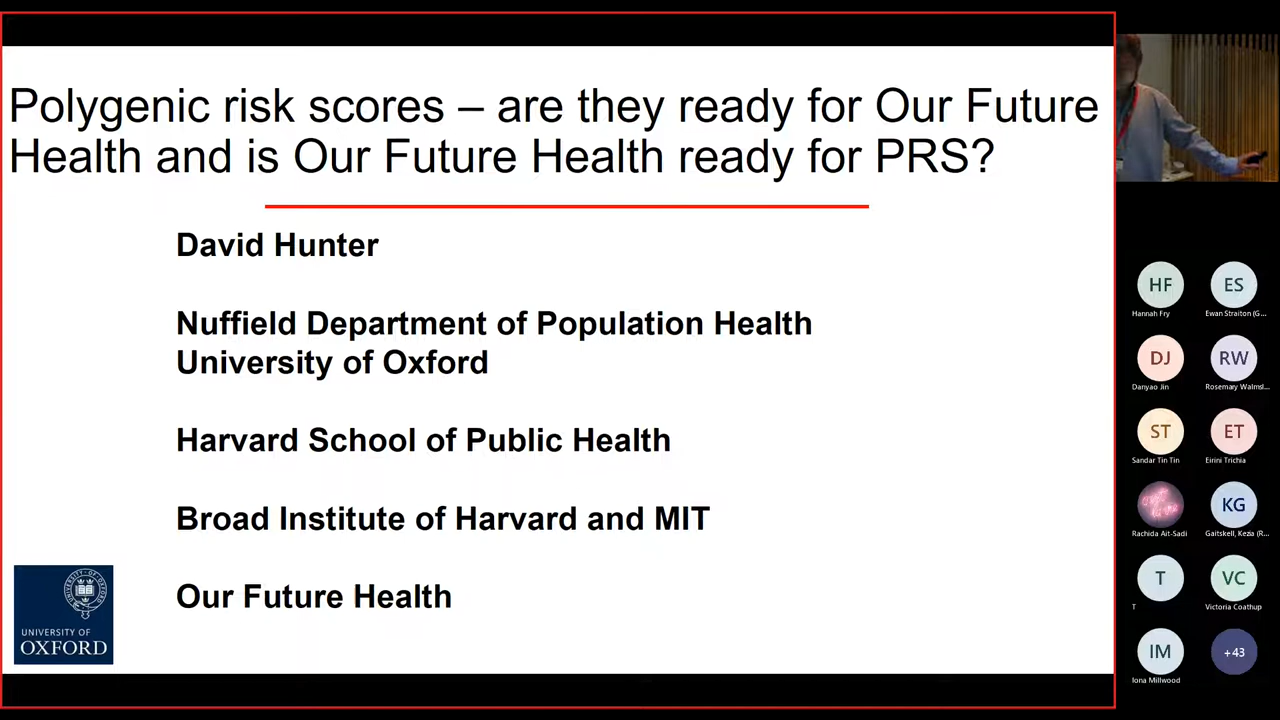 Polygenic risk scores – are they ready for Our Future
Health and is Our Future Health ready for PRS?
David Hunter
Nuffield Department of Population Health
University of Oxford
Harvard School of Public Health
Broad Institute of Harvard and MIT
Our Future Health
UNIVERSITY OF
OXFORD
HF
Hannah Fry
ES
Ewan Straiton (G...
DJ
Danyao Jin
RW
Rosemary Walmsl...
ST
Sandar Tin Tin
ET
Eirini Trichia
Rachida Ait-Sadi
KG
Gaitskell, Kezia (R...
T
T
VC
Victoria Coathup
IM
Iona Millwood
+43